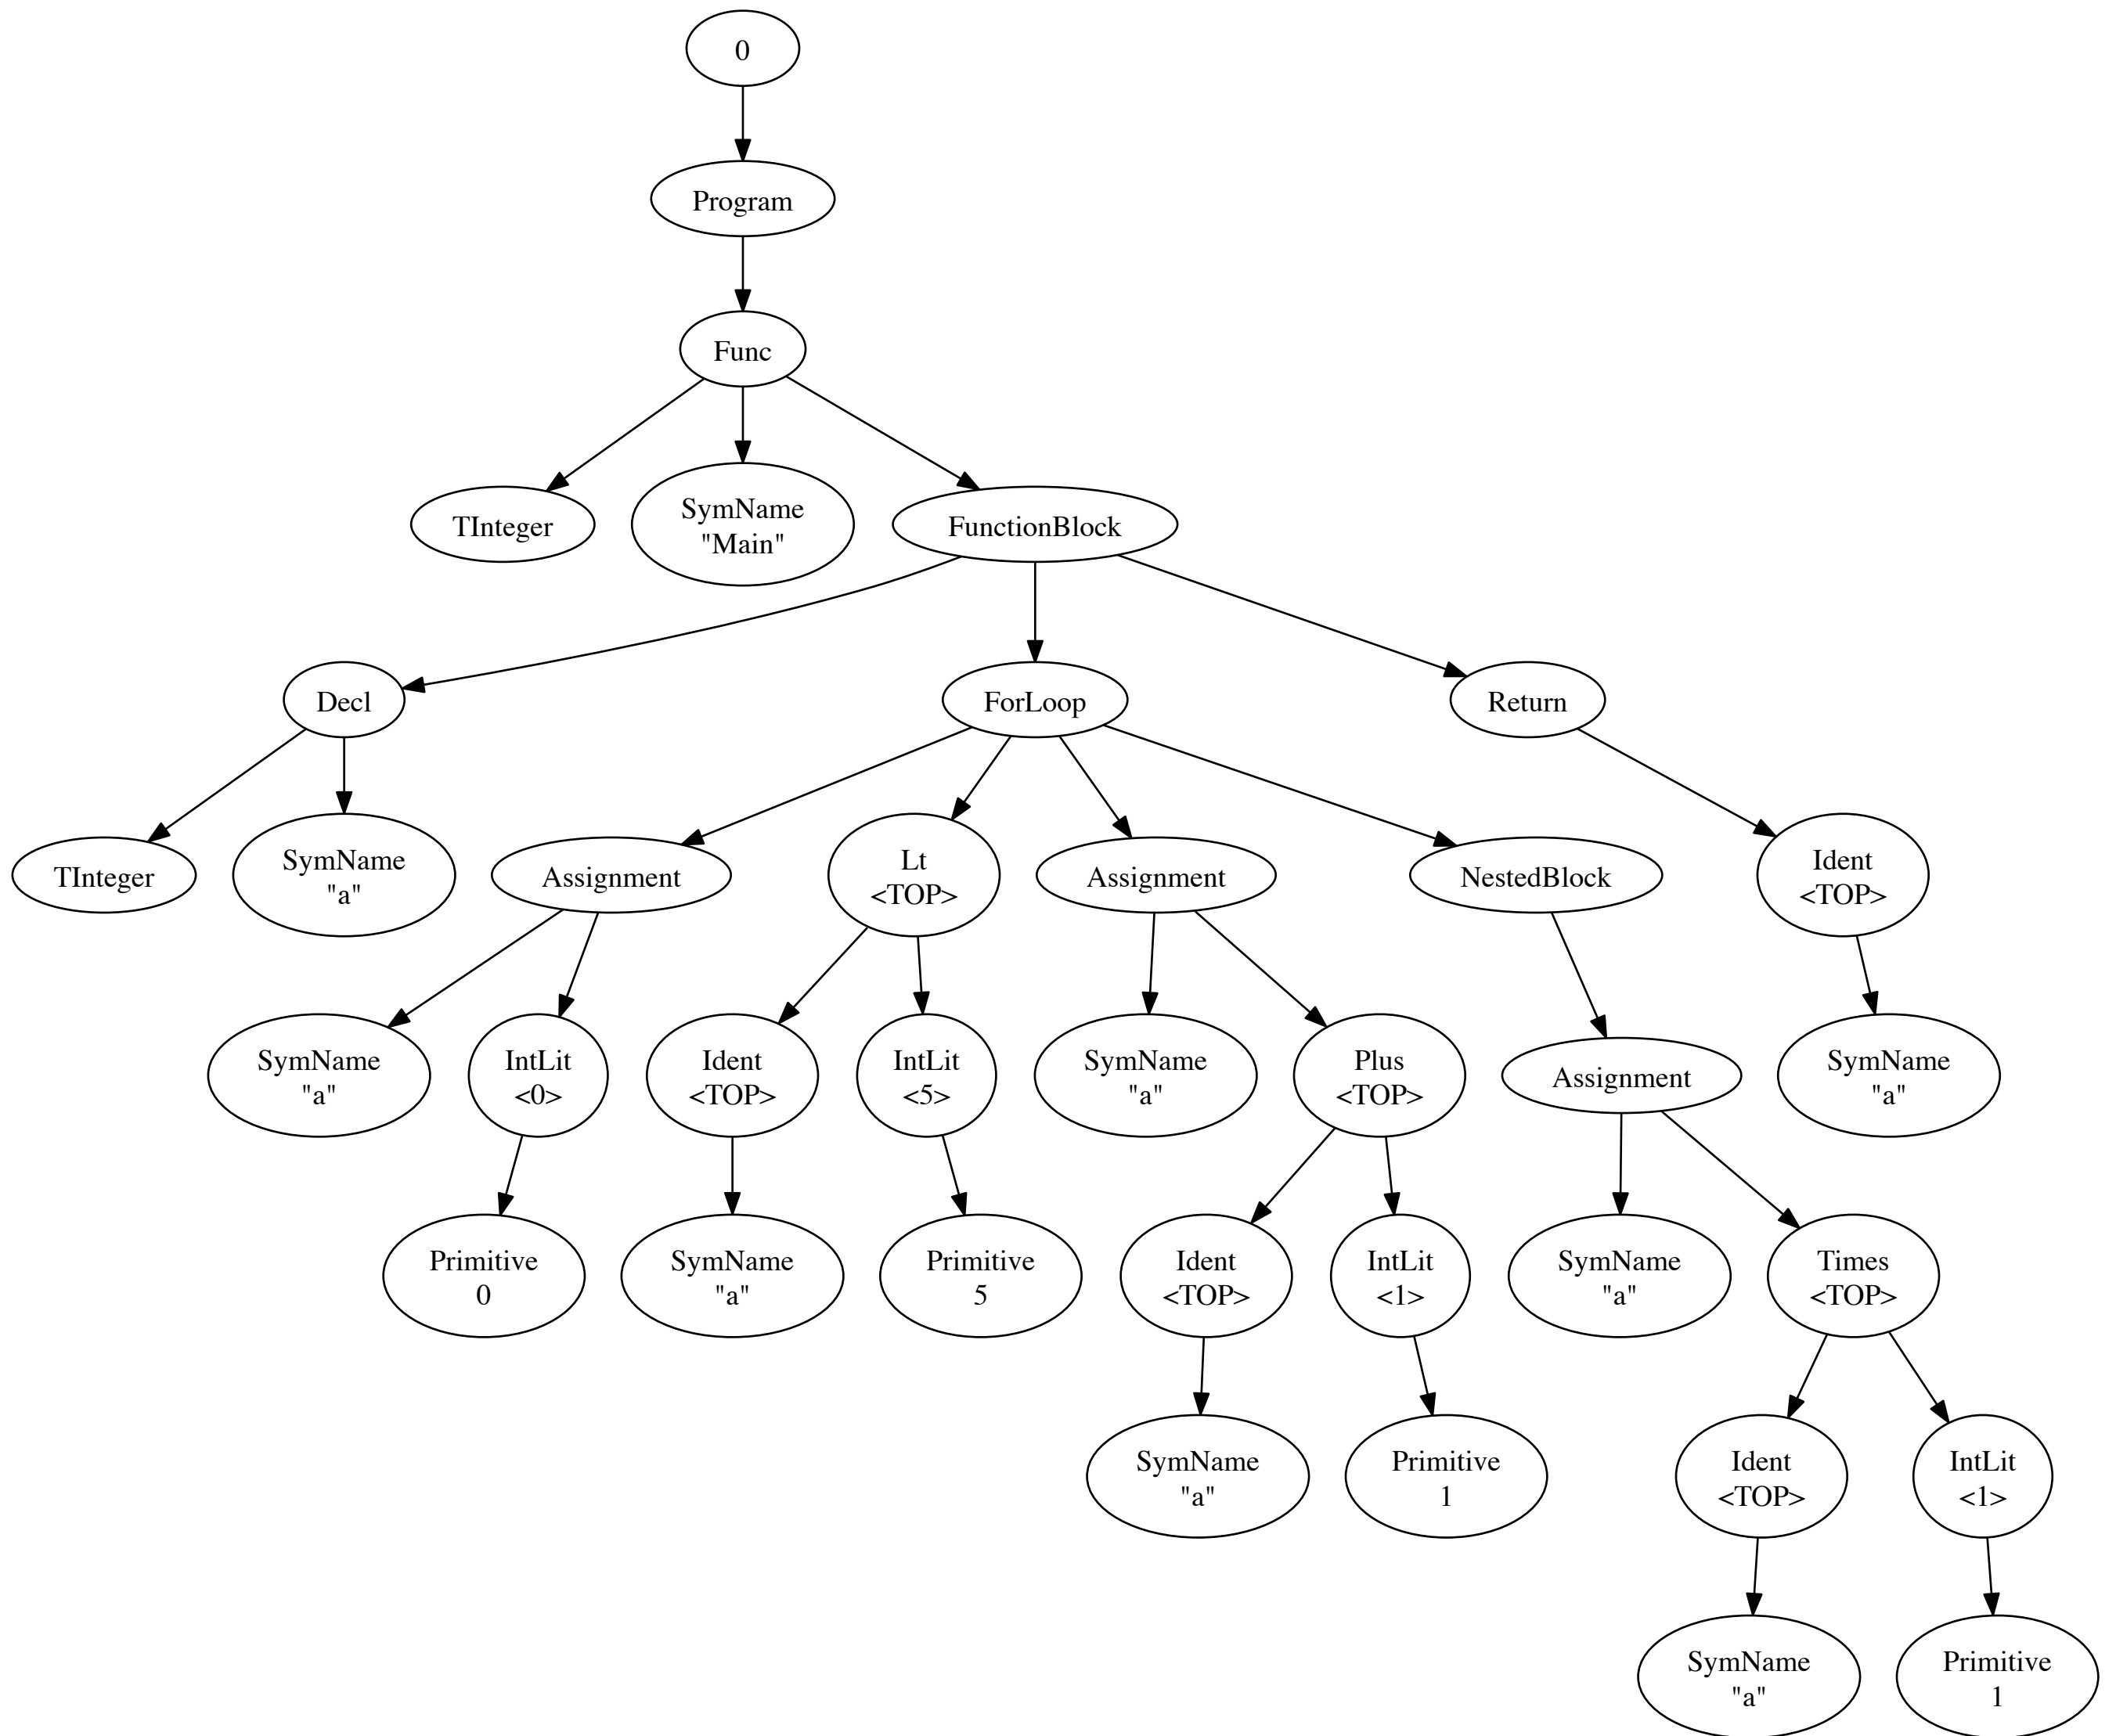 0
Program
Func
TInteger
SymName
"Main"
FunctionBlock
Decl
ForLoop
Return
TInteger
SymName
"a"
Assignment
Lt
<TOP>
Assignment
NestedBlock
Ident
<TOP>
SymName
"a"
IntLit
<0>
Ident
<TOP>
IntLit
<5>
SymName
"a"
Plus
<TOP>
Assignment
SymName
"a"
Primitive
0
SymName
"a"
Primitive
5
Ident
<TOP>
IntLit
<1>
SymName
"a"
Times
<TOP>
SymName
"a"
Primitive
1
Ident
<TOP>
IntLit
<1>
SymName
"a"
Primitive
1